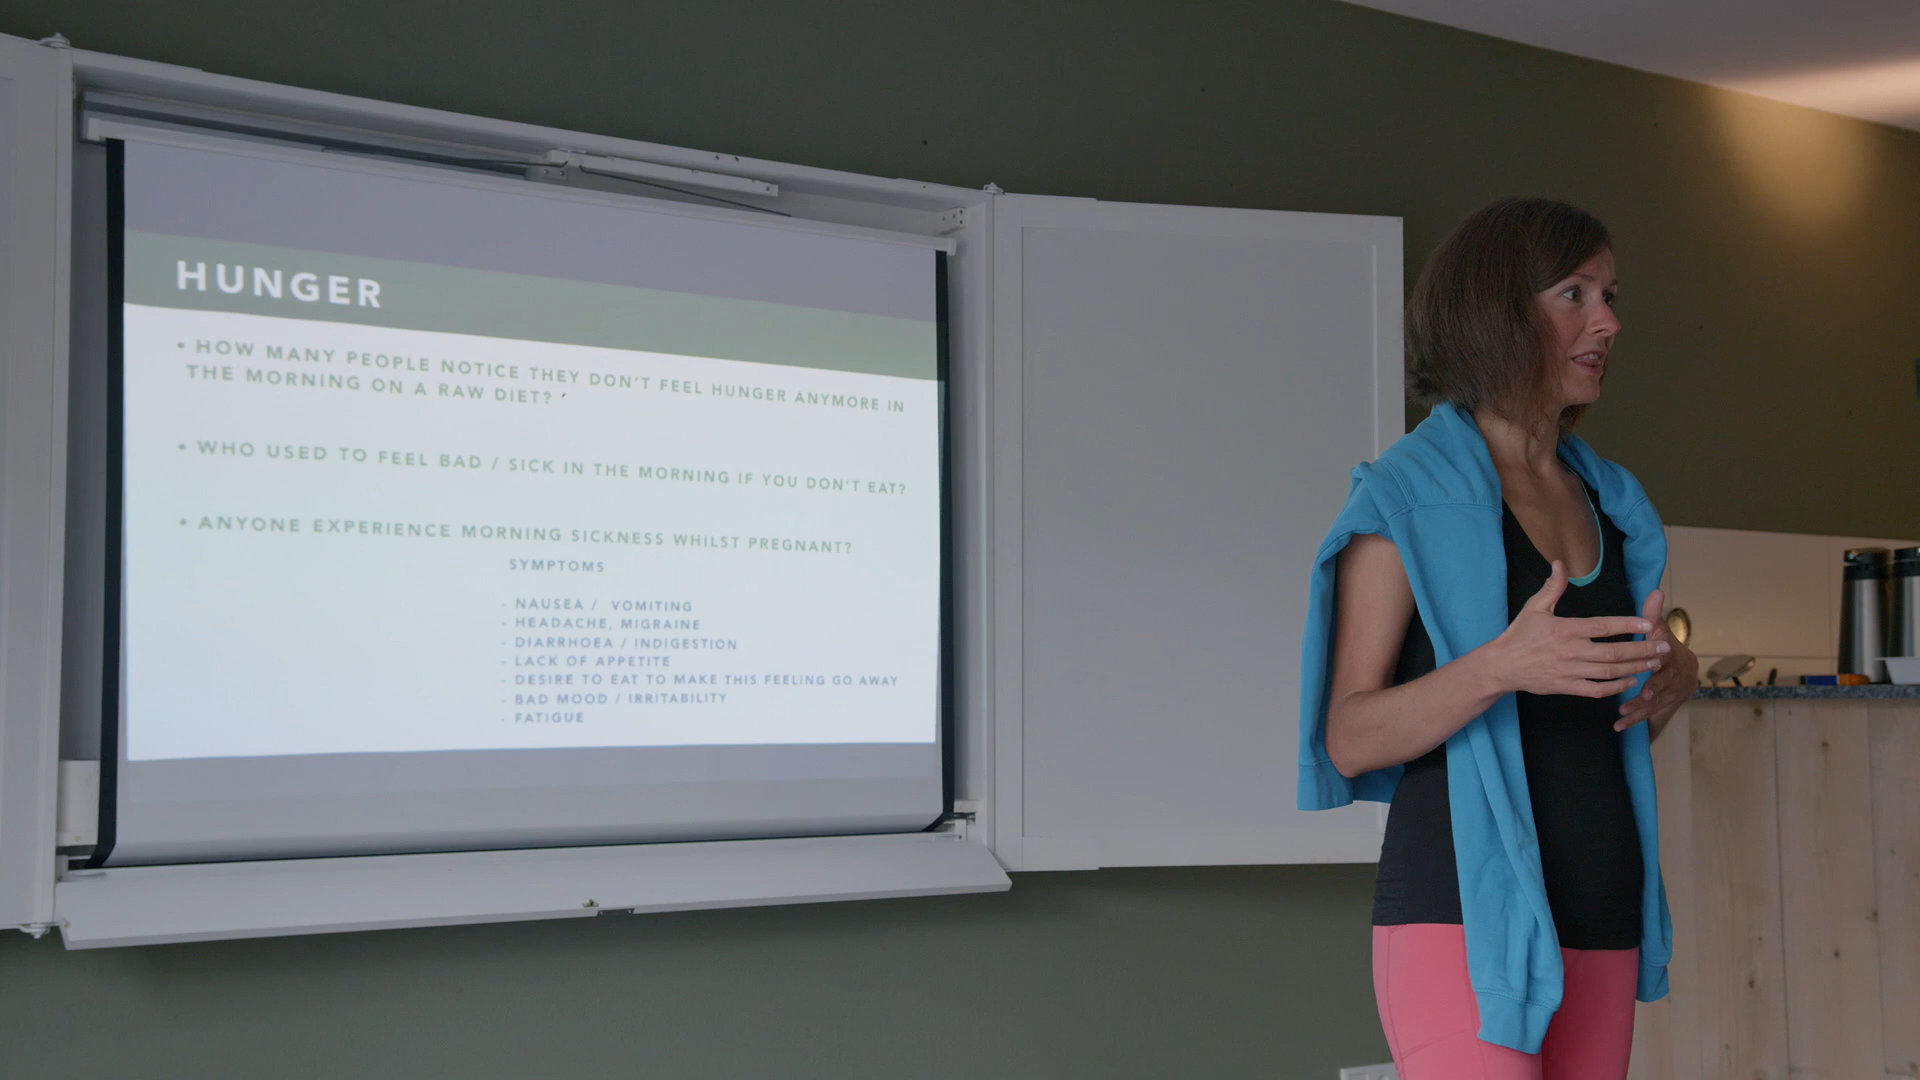 HUNGER
• HOW MANY PEOPLE NOTICE THEY DON'T FEEL HUNGER ANYMORE IN
THE MORNING ON A RAW DIET?
• WHO USED TO FEEL BAD / SICK IN THE MORNING IF YOU DON'T EAT?
• ANYONE EXPERIENCE MORNING SICKNESS WHILST PREGNANT?
SYMPTOMS
- NAUSEA / VOMITING
- HEADACHE, MIGRAINE
- DIARRHOEA / INDIGESTION
- LACK OF APPETITE
- DESIRE TO EAT TO MAKE THIS FEELING GO AWAY
- BAD MOOD / IRRITABILITY
- FATIGUE